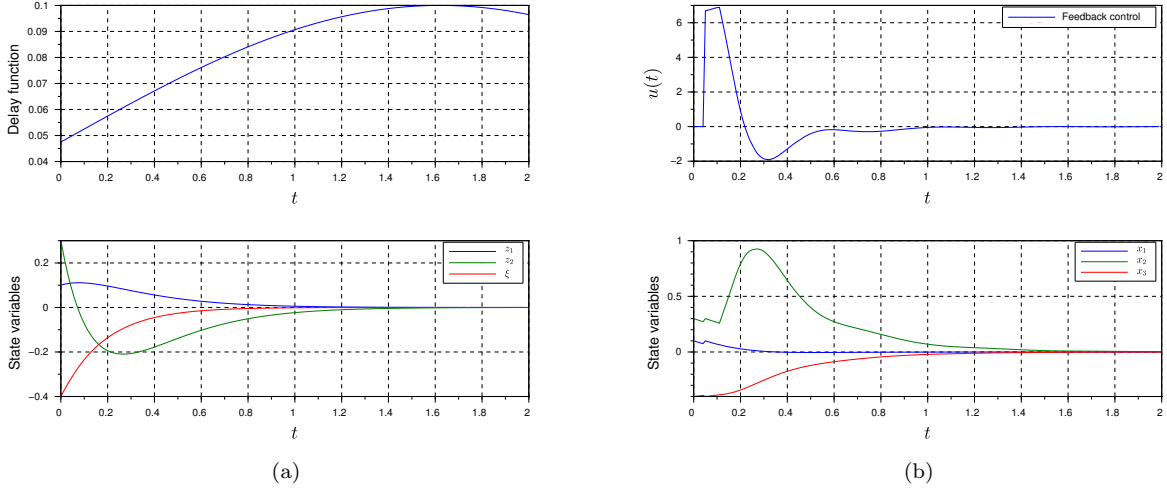 Delay function
0.1
0.09
0.08
0.07
0.06
0.05
0.04
0 0.2 0.4 0.6 0.8 1 1.2 1.4 1.6 1.8 2
t
State variables
0.2
0
−0.2
−0.4
z₁
z₂
ξ
0 0.2 0.4 0.6 0.8 1 1.2 1.4 1.6 1.8 2
t
(a)
u(t)
6
4
2
0
−2
Feedback control
0 0.2 0.4 0.6 0.8 1 1.2 1.4 1.6 1.8 2
t
State variables
1
0.5
0
x₁
x₂
x₃
0 0.2 0.4 0.6 0.8 1 1.2 1.4 1.6 1.8 2
t
(b)